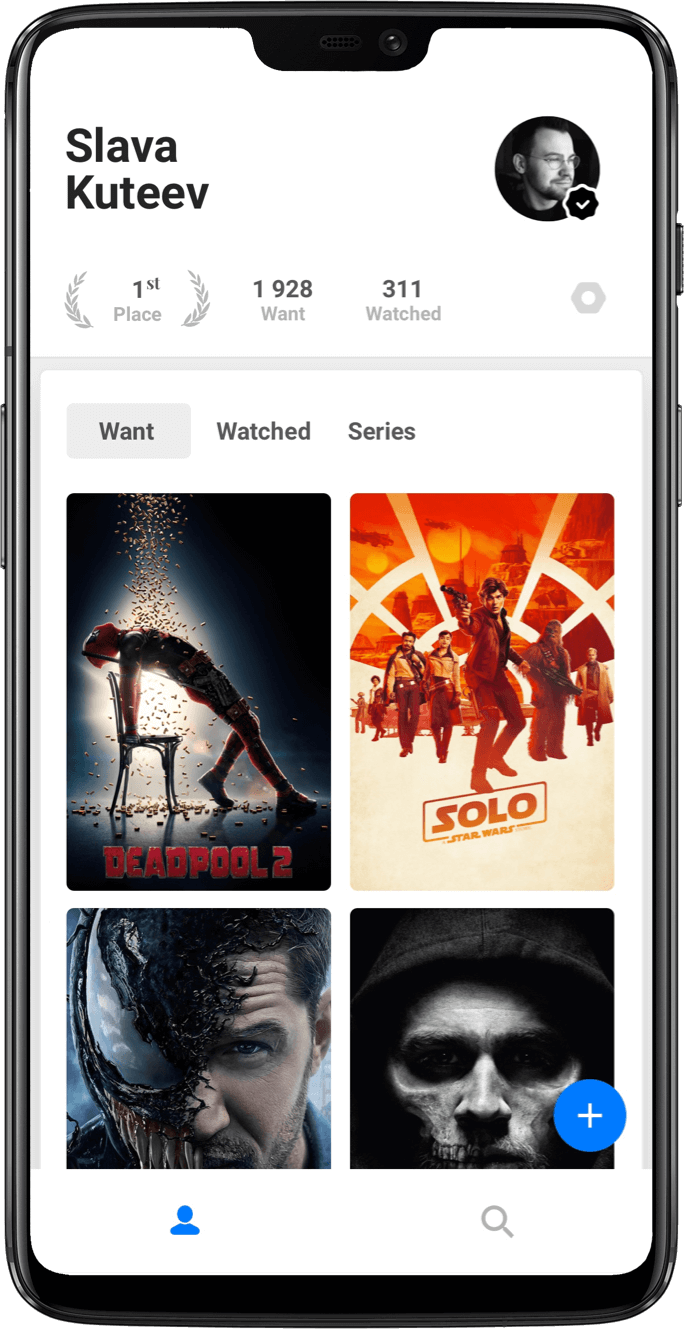 Slava
Kuteev
1st
Place
1 928
Want
311
Watched
Want Watched Series
DEADPOOL 2
SOLO
A STAR WARS STORY